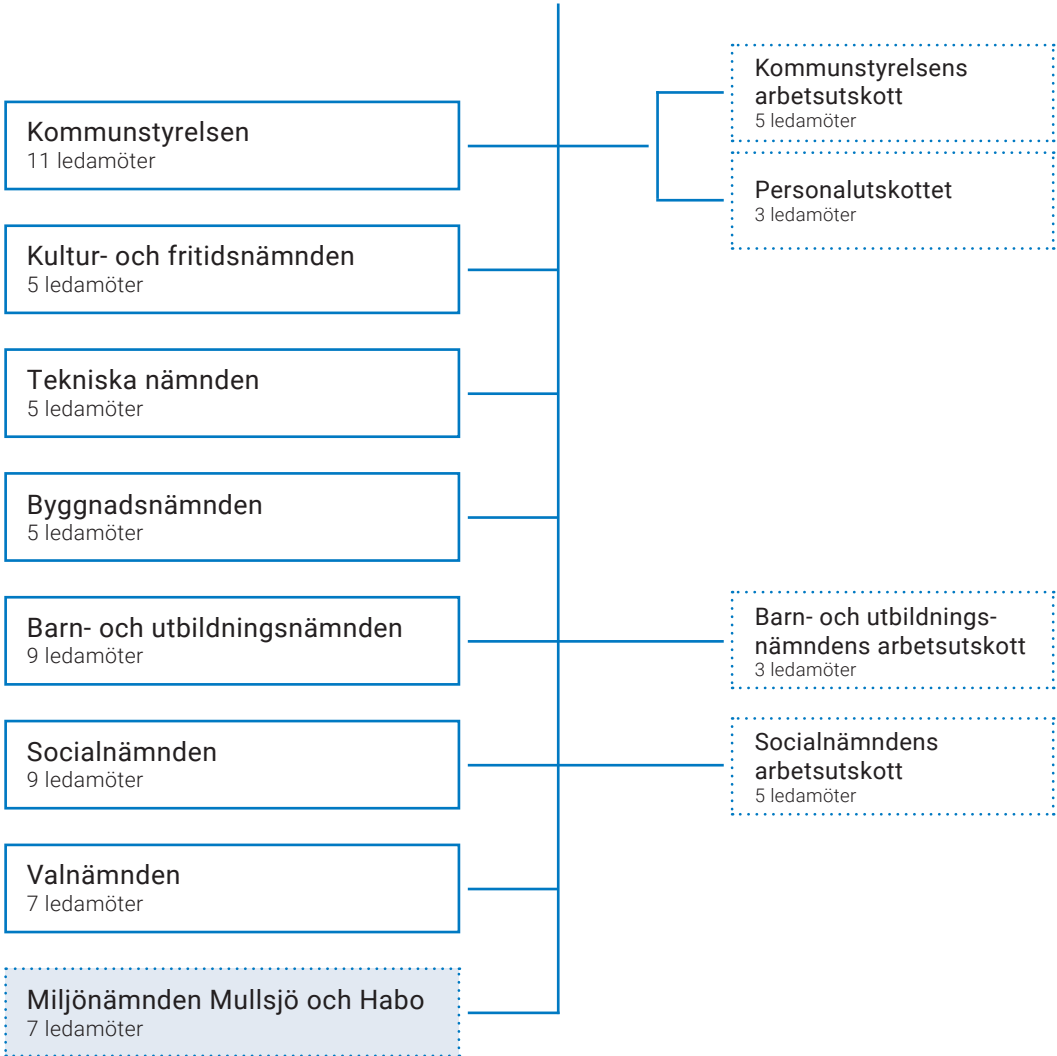 Kommunstyrelsen
11 ledamöter
Kommunstyrelsens
arbetsutskott
5 ledamöter
Personalutskottet
3 ledamöter
Kultur- och fritidsnämnden
5 ledamöter
Tekniska nämnden
5 ledamöter
Byggnadsnämnden
5 ledamöter
Barn- och utbildningsnämnden
9 ledamöter
Barn- och utbildnings-
nämndens arbetsutskott
3 ledamöter
Socialnämnden
9 ledamöter
Socialnämndens
arbetsutskott
5 ledamöter
Valnämnden
7 ledamöter
Miljönämnden Mullsjö och Habo
7 ledamöter